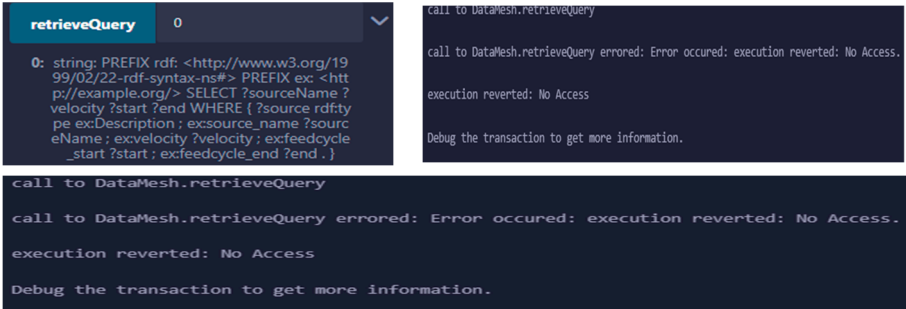 retrieveQuery
0
0: string: PREFIX rdf: <http://www.w3.org/19
99/02/22-rdf-syntax-ns#> PREFIX ex: <htt
p://example.org/> SELECT ?sourceName ?
velocity ?start ?end WHERE { ?source rdf:ty
pe ex:Description ; ex:source_name ?sourc
eName ; ex:velocity ?velocity ; ex:feedcycle
_start ?start ; ex:feedcycle_end ?end . }
call to DataMesh.retrieveQuery
call to DataMesh.retrieveQuery errored: Error occured: execution reverted: No Access.
execution reverted: No Access
Debug the transaction to get more information.
call to DataMesh.retrieveQuery
call to DataMesh.retrieveQuery errored: Error occured: execution reverted: No Access.
execution reverted: No Access
Debug the transaction to get more information.